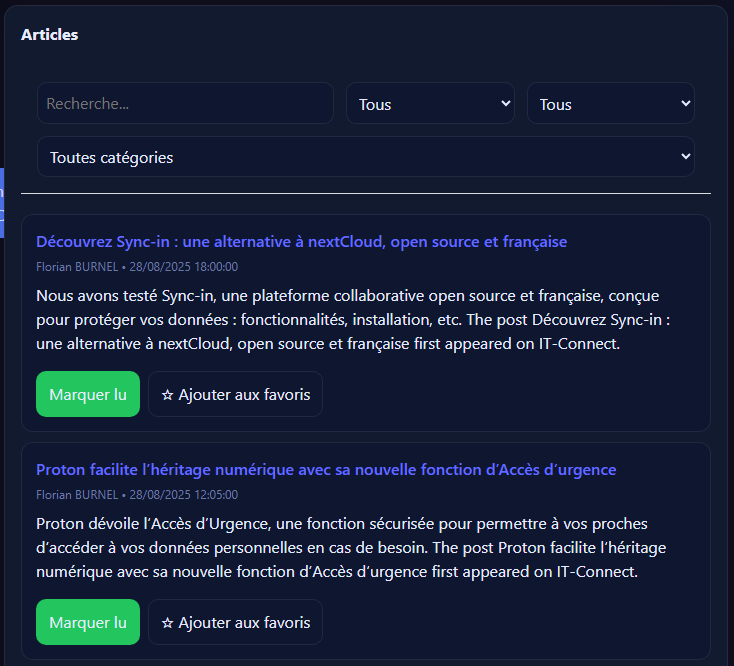 Articles
Recherche...
Tous
Tous
Toutes catégories
Découvrez Sync-in : une alternative à nextCloud, open source et française
Florian BURNEL • 28/08/2025 18:00:00
Nous avons testé Sync-in, une plateforme collaborative open source et française, conçue
pour protéger vos données : fonctionnalités, installation, etc. The post Découvrez Sync-in :
une alternative à nextCloud, open source et française first appeared on IT-Connect.
Marquer lu
☆ Ajouter aux favoris
Proton facilite l’héritage numérique avec sa nouvelle fonction d’Accès d’urgence
Florian BURNEL • 28/08/2025 12:05:00
Proton dévoile l’Accès d’Urgence, une fonction sécurisée pour permettre à vos proches
d’accéder à vos données personnelles en cas de besoin. The post Proton facilite l’héritage
numérique avec sa nouvelle fonction d’Accès d’urgence first appeared on IT-Connect.
Marquer lu
☆ Ajouter aux favoris